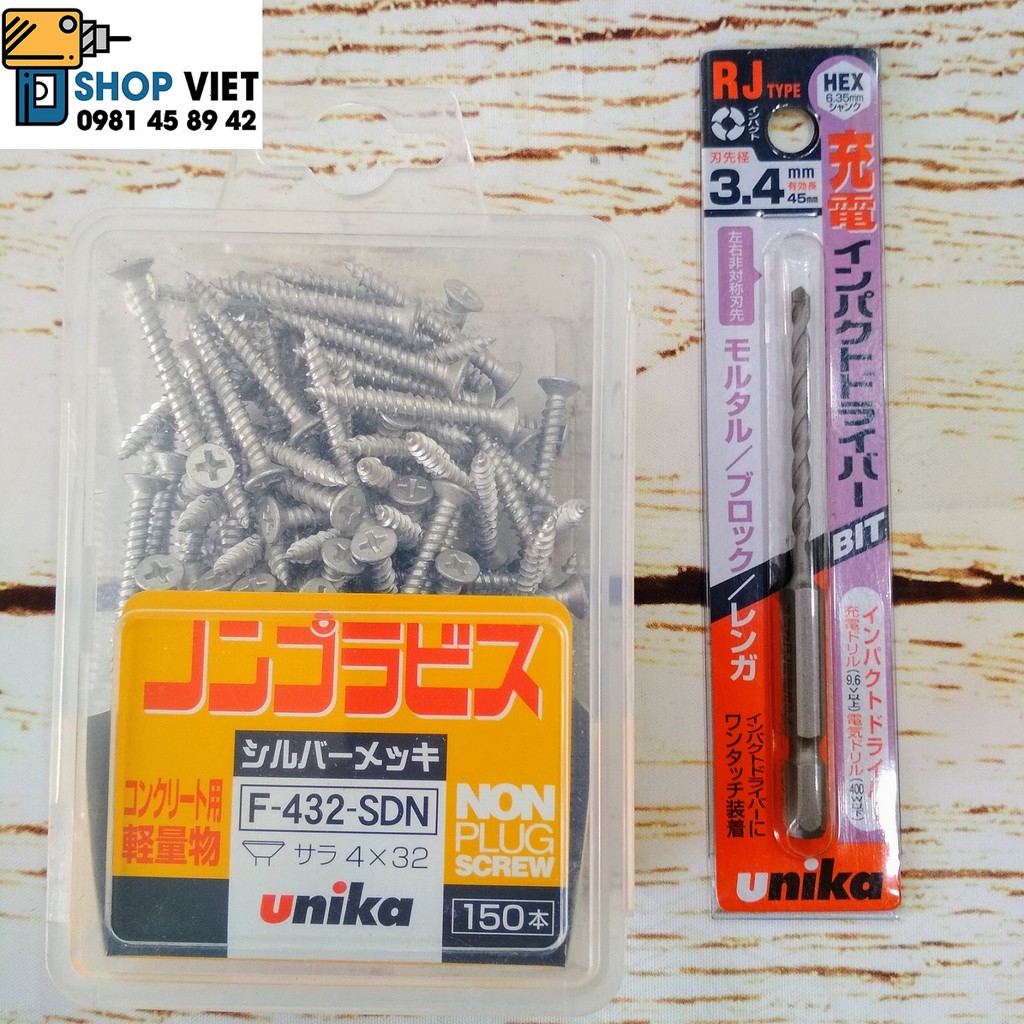 SHOP VIET
0981 45 89 42
ノンプラビス
シルバーメッキ
F-432-SDN
サラ 4×32
unika
コンクリート用
軽量物
NON
PLUG
SCREW
150本
RJ TYPE
インパクト
HEX
6.35mm
シャンク
刃先径
3.4mm
有効長
45mm
左右非対称刃先
充電インパクトドライバーBIT
モルタル/ブロック/レンガ
インパクトドライ
充電ドリル(9.6V以上)電気ドリル(400W以下)
インパクトドライバーに
ワンタッチ装着
unika